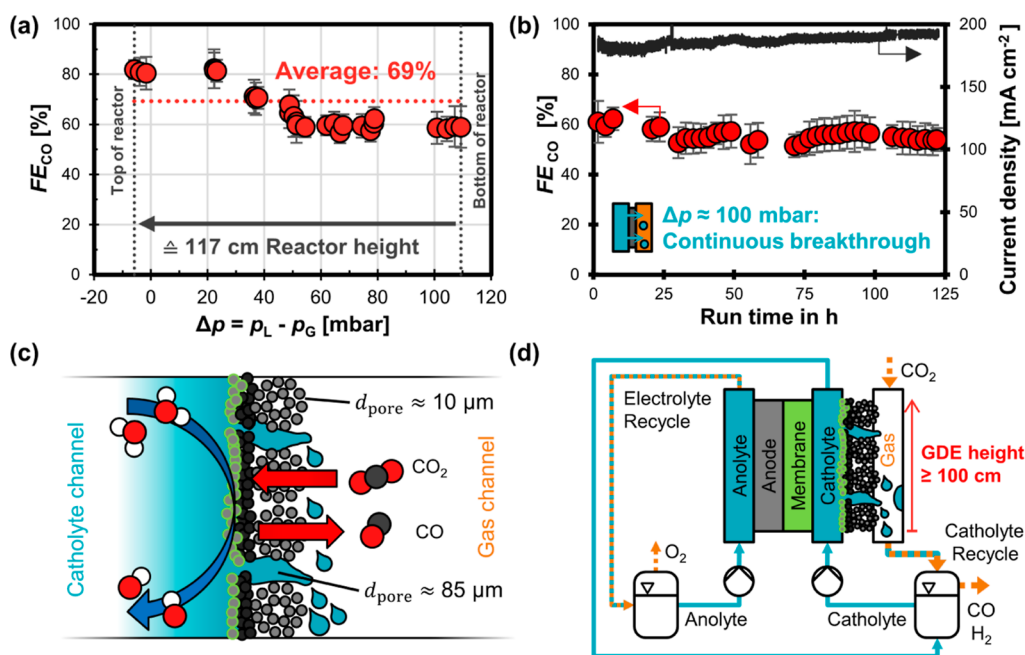 (a)
100
80
60
40
20
0
FE_CO [%]
Top of reactor
Average: 69%
Bottom of reactor
≙ 117 cm Reactor height
-20 0 20 40 60 80 100 120
Δp = p_L - p_G [mbar]
(b)
100
80
60
40
20
0
FE_CO [%]
200
150
100
50
0
Current density [mA cm⁻²]
Δp ≈ 100 mbar:
Continuous breakthrough
0 25 50 75 100 125
Run time in h
(c)
Catholyte channel
d_pore ≈ 10 µm
CO₂
CO
d_pore ≈ 85 µm
Gas channel
(d)
CO₂
Electrolyte
Recycle
Anolyte
Anode
Membrane
Catholyte
Gas
GDE height
≥ 100 cm
Catholyte
Recycle
O₂
Anolyte
Catholyte
CO
H₂